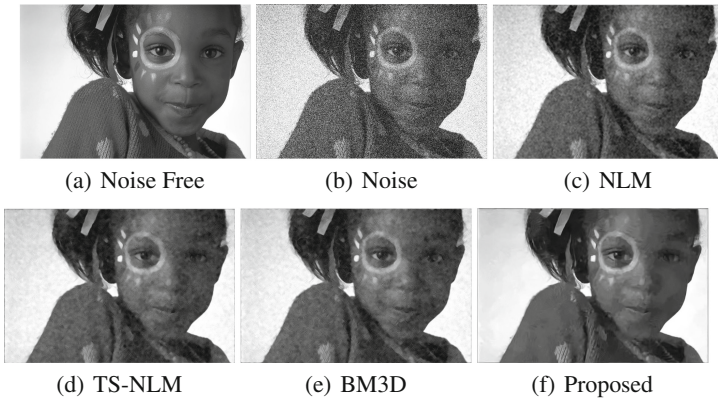 (a) Noise Free
(b) Noise
(c) NLM
(d) TS-NLM
(e) BM3D
(f) Proposed